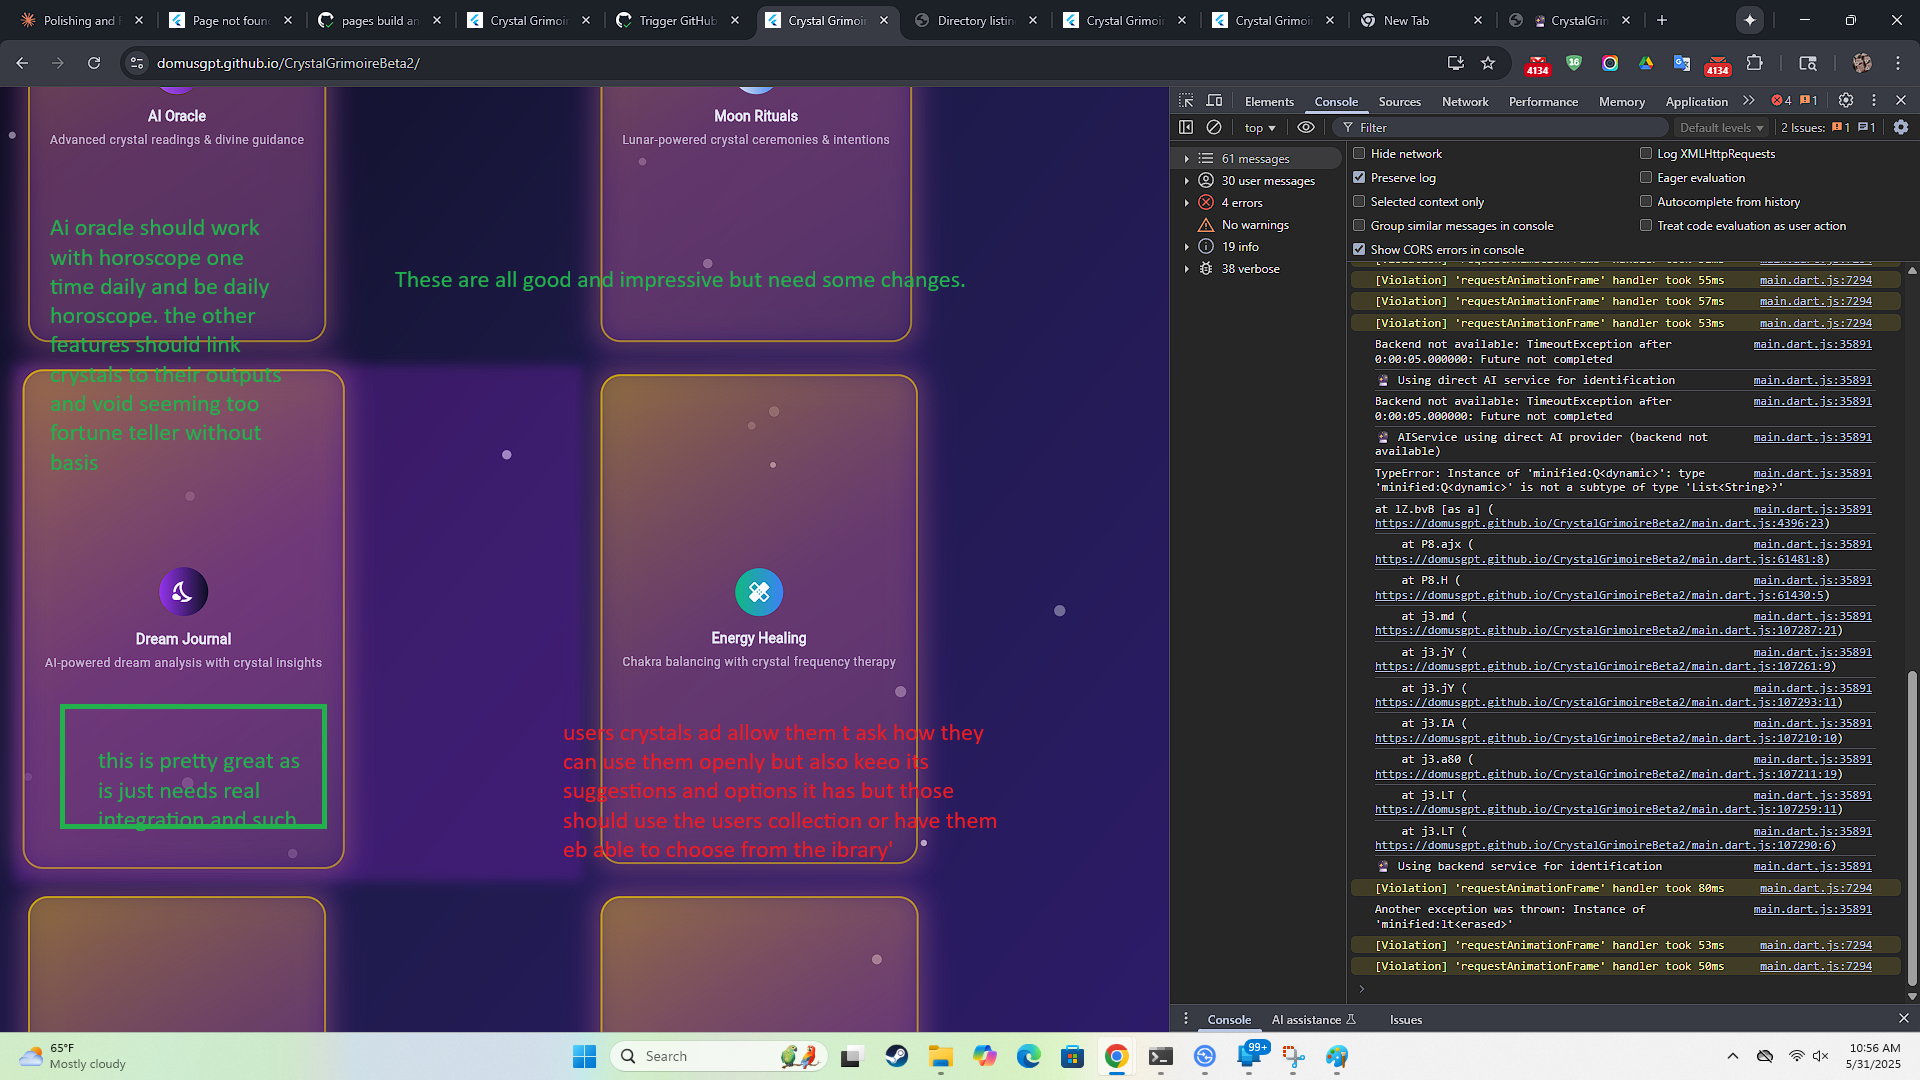 Polishing and R
Page not foun
pages build an
Crystal Grimoir
Trigger GitHub
Crystal Grimoir
Directory listin
Crystal Grimoir
Crystal Grimoir
New Tab
CrystalGrim
domusgpt.github.io/CrystalGrimoireBeta2/
4134
16
4134
AI Oracle
Advanced crystal readings & divine guidance
Moon Rituals
Lunar-powered crystal ceremonies & intentions
Ai oracle should work
with horoscope one
time daily and be daily
horoscope. the other
features should link
crystals to their outputs
and void seeming too
fortune teller without
basis
These are all good and impressive but need some changes.
Dream Journal
AI-powered dream analysis with crystal insights
this is pretty great as
is just needs real
integration and such
Energy Healing
Chakra balancing with crystal frequency therapy
users crystals ad allow them t ask how they
can use them openly but also keeo its
suggestions and options it has but those
should use the users collection or have them
eb able to choose from the ibrary'
Elements
Console
Sources
Network
Performance
Memory
Application
4
1
top
Filter
Default levels
2 Issues:
1
1
61 messages
30 user messages
4 errors
No warnings
19 info
38 verbose
Hide network
Log XMLHttpRequests
Preserve log
Eager evaluation
Selected context only
Autocomplete from history
Group similar messages in console
Treat code evaluation as user action
Show CORS errors in console
[Violation] 'requestAnimationFrame' handler took 55ms main.dart.js:7294
[Violation] 'requestAnimationFrame' handler took 57ms main.dart.js:7294
[Violation] 'requestAnimationFrame' handler took 53ms main.dart.js:7294
Backend not available: TimeoutException after main.dart.js:35891
0:00:05.000000: Future not completed
Using direct AI service for identification main.dart.js:35891
Backend not available: TimeoutException after main.dart.js:35891
0:00:05.000000: Future not completed
AIService using direct AI provider (backend not main.dart.js:35891
available)
TypeError: Instance of 'minified:Q<dynamic>': type main.dart.js:35891
'minified:Q<dynamic>' is not a subtype of type 'List<String>?'
at lZ.bvB [as a] ( main.dart.js:35891
https://domusgpt.github.io/CrystalGrimoireBeta2/main.dart.js:4396:23)
at P8.ajx ( main.dart.js:35891
https://domusgpt.github.io/CrystalGrimoireBeta2/main.dart.js:61481:8)
at P8.H ( main.dart.js:35891
https://domusgpt.github.io/CrystalGrimoireBeta2/main.dart.js:61430:5)
at j3.md ( main.dart.js:35891
https://domusgpt.github.io/CrystalGrimoireBeta2/main.dart.js:107287:21)
at j3.jY ( main.dart.js:35891
https://domusgpt.github.io/CrystalGrimoireBeta2/main.dart.js:107261:9)
at j3.jY ( main.dart.js:35891
https://domusgpt.github.io/CrystalGrimoireBeta2/main.dart.js:107293:11)
at j3.IA ( main.dart.js:35891
https://domusgpt.github.io/CrystalGrimoireBeta2/main.dart.js:107210:10)
at j3.a80 ( main.dart.js:35891
https://domusgpt.github.io/CrystalGrimoireBeta2/main.dart.js:107211:19)
at j3.LT ( main.dart.js:35891
https://domusgpt.github.io/CrystalGrimoireBeta2/main.dart.js:107259:11)
at j3.LT ( main.dart.js:35891
https://domusgpt.github.io/CrystalGrimoireBeta2/main.dart.js:107290:6)
Using backend service for identification main.dart.js:35891
[Violation] 'requestAnimationFrame' handler took 80ms main.dart.js:7294
Another exception was thrown: Instance of main.dart.js:35891
'minified:lt<erased>'
[Violation] 'requestAnimationFrame' handler took 53ms main.dart.js:7294
[Violation] 'requestAnimationFrame' handler took 50ms main.dart.js:7294
Console
AI assistance
Issues
65°F
Mostly cloudy
Search
99+
10:56 AM
5/31/2025